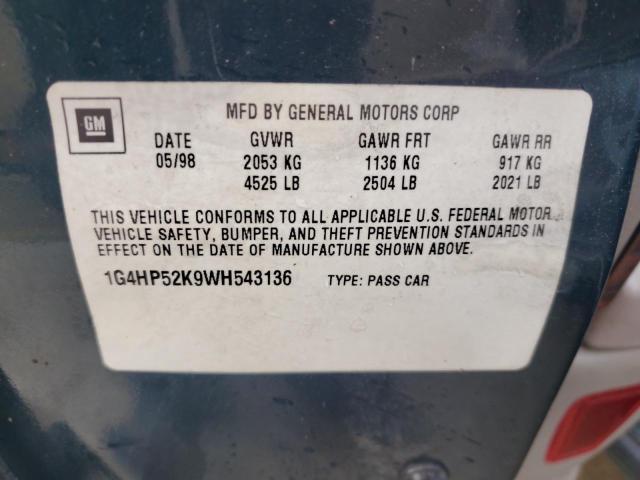 GM
MFD BY GENERAL MOTORS CORP
DATE GVWR GAWR FRT GAWR RR
05/98 2053 KG 1136 KG 917 KG
4525 LB 2504 LB 2021 LB
THIS VEHICLE CONFORMS TO ALL APPLICABLE U.S. FEDERAL MOTOR
VEHICLE SAFETY, BUMPER, AND THEFT PREVENTION STANDARDS IN
EFFECT ON THE DATE OF MANUFACTURE SHOWN ABOVE.
1G4HP52K9WH543136 TYPE: PASS CAR